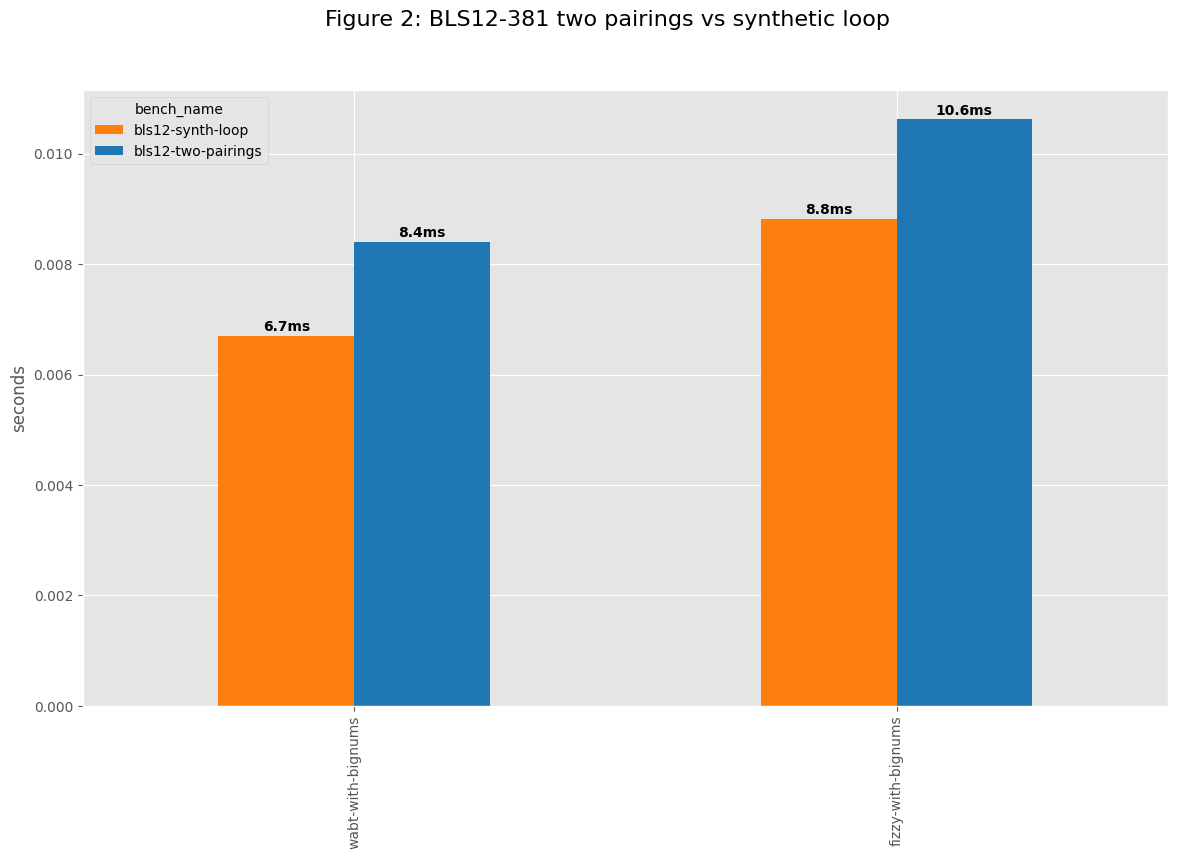 Figure 2: BLS12-381 two pairings vs synthetic loop
bench_name
bls12-synth-loop
bls12-two-pairings
10.6ms
8.8ms
8.4ms
6.7ms
0.010
0.008
0.006
0.004
0.002
0.000
seconds
wabt-with-bignums
fizzy-with-bignums